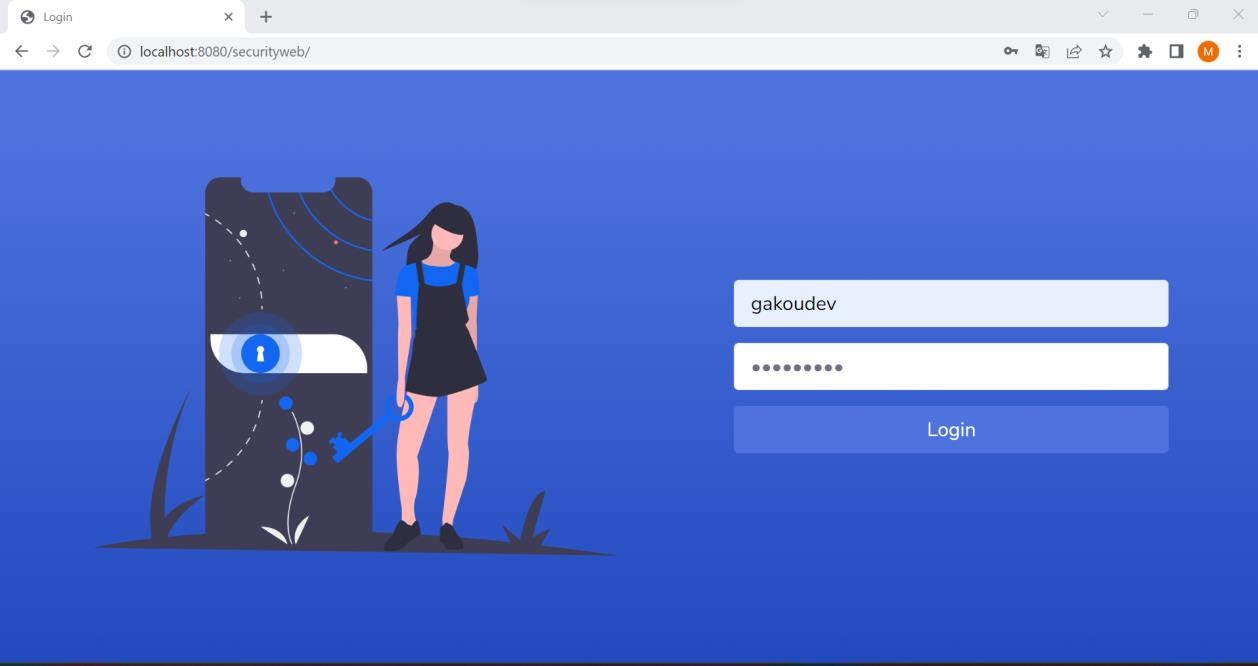 Login
localhost:8080/securityweb/
M
gakoudev
●●●●●●●●●
Login